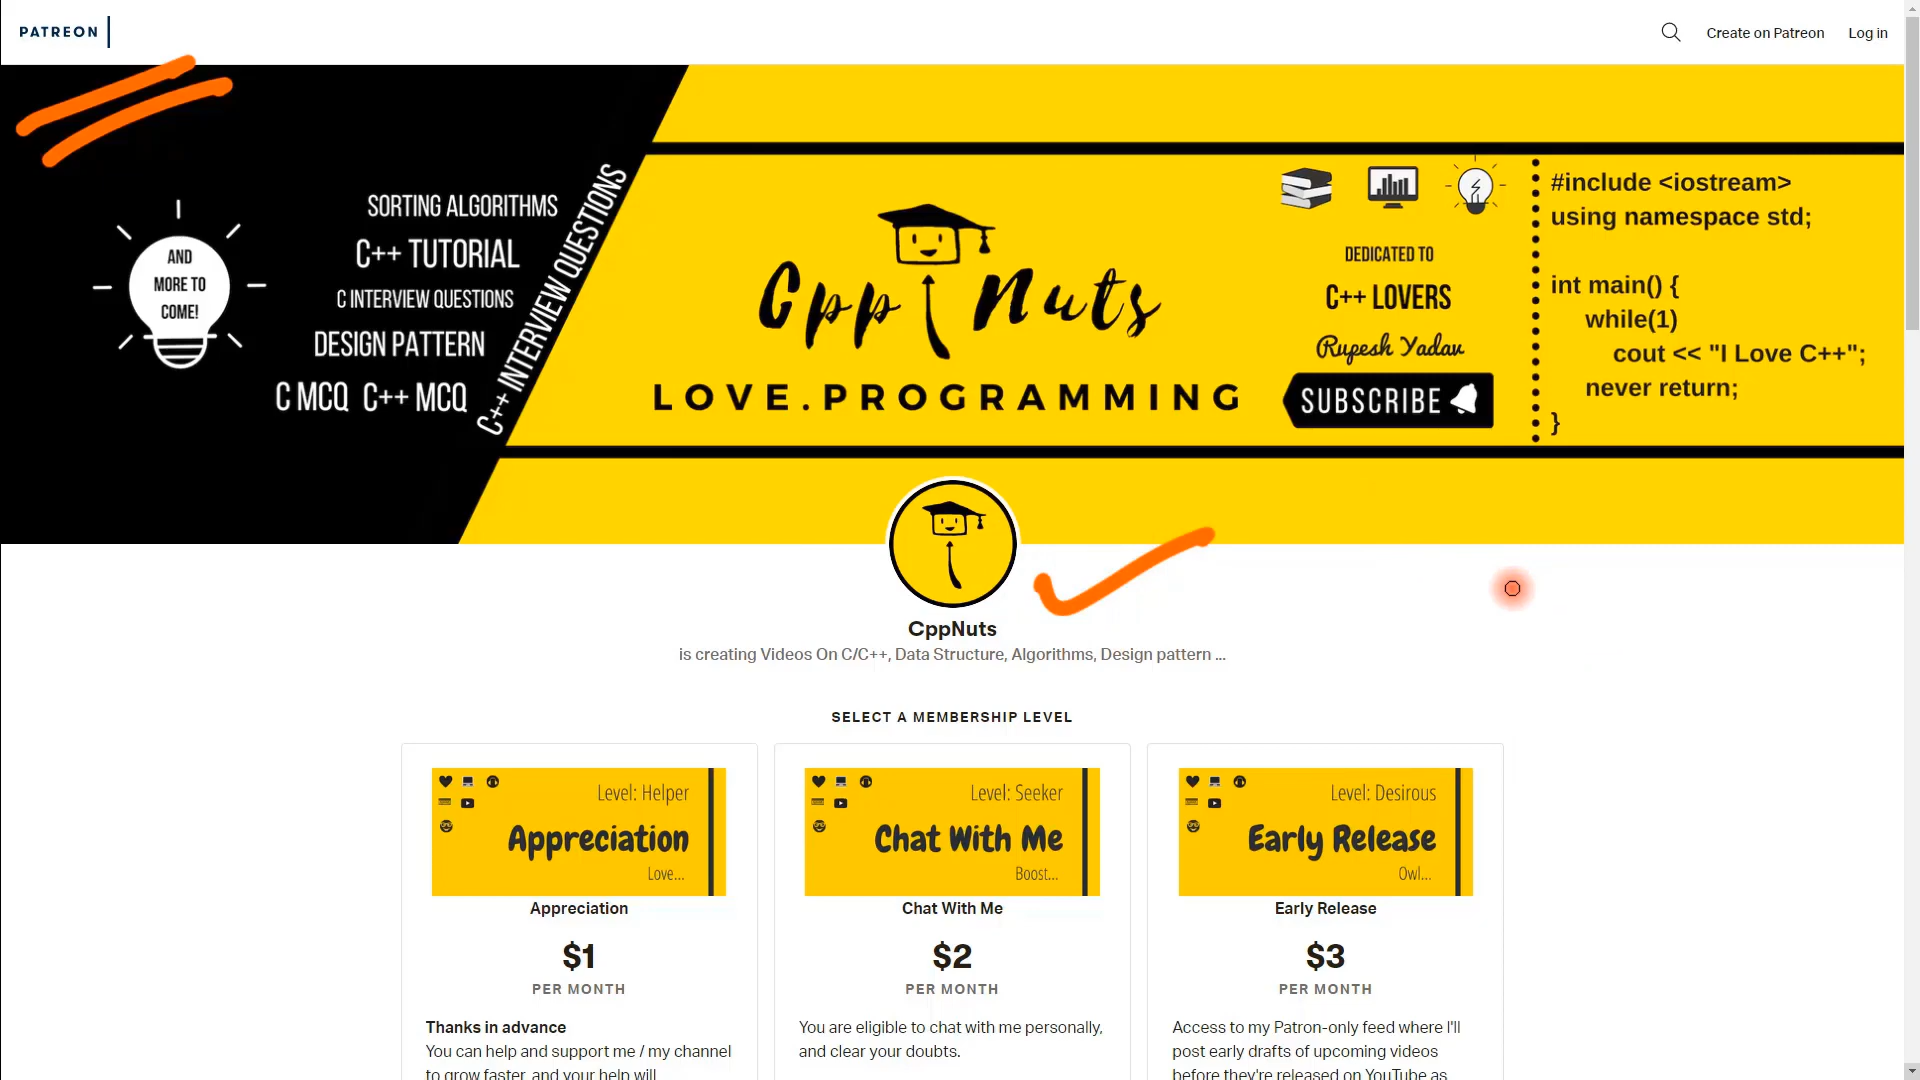 PATREON
Create on Patreon
Log in
AND
MORE TO
COME!
SORTING ALGORITHMS
C++ TUTORIAL
C INTERVIEW QUESTIONS
DESIGN PATTERN
C MCQ C++ MCQ
C++ INTERVIEW QUESTIONS
Cpp Nuts
LOVE.PROGRAMMING
DEDICATED TO
C++ LOVERS
Rupesh Yadav
SUBSCRIBE
#include <iostream>
using namespace std;
int main() {
while(1)
cout << "I Love C++";
never return;
}
CppNuts
is creating Videos On C/C++, Data Structure, Algorithms, Design pattern ...
SELECT A MEMBERSHIP LEVEL
Level: Helper
Appreciation
Love...
Appreciation
$1
PER MONTH
Thanks in advance
You can help and support me / my channel
to grow faster, and your help will
Level: Seeker
Chat With Me
Boost...
Chat With Me
$2
PER MONTH
You are eligible to chat with me personally,
and clear your doubts.
Level: Desirous
Early Release
Owl...
Early Release
$3
PER MONTH
Access to my Patron-only feed where I'll
post early drafts of upcoming videos
before they're released on YouTube as